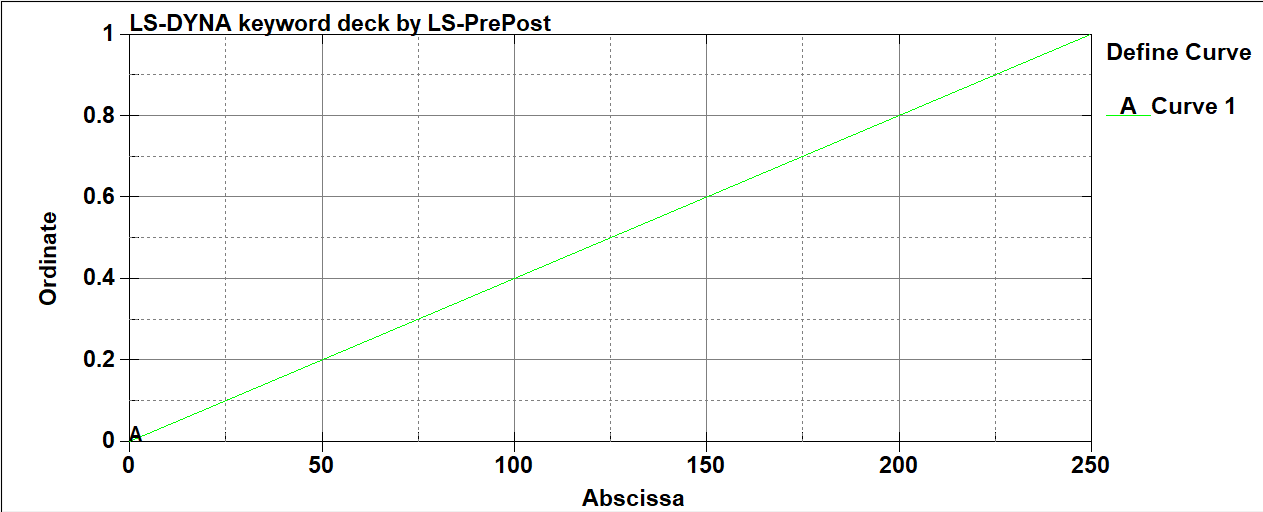 LS-DYNA keyword deck by LS-PrePost
Define Curve
A Curve 1
Ordinate
1
0.8
0.6
0.4
0.2
0
A
0 50 100 150 200 250
Abscissa